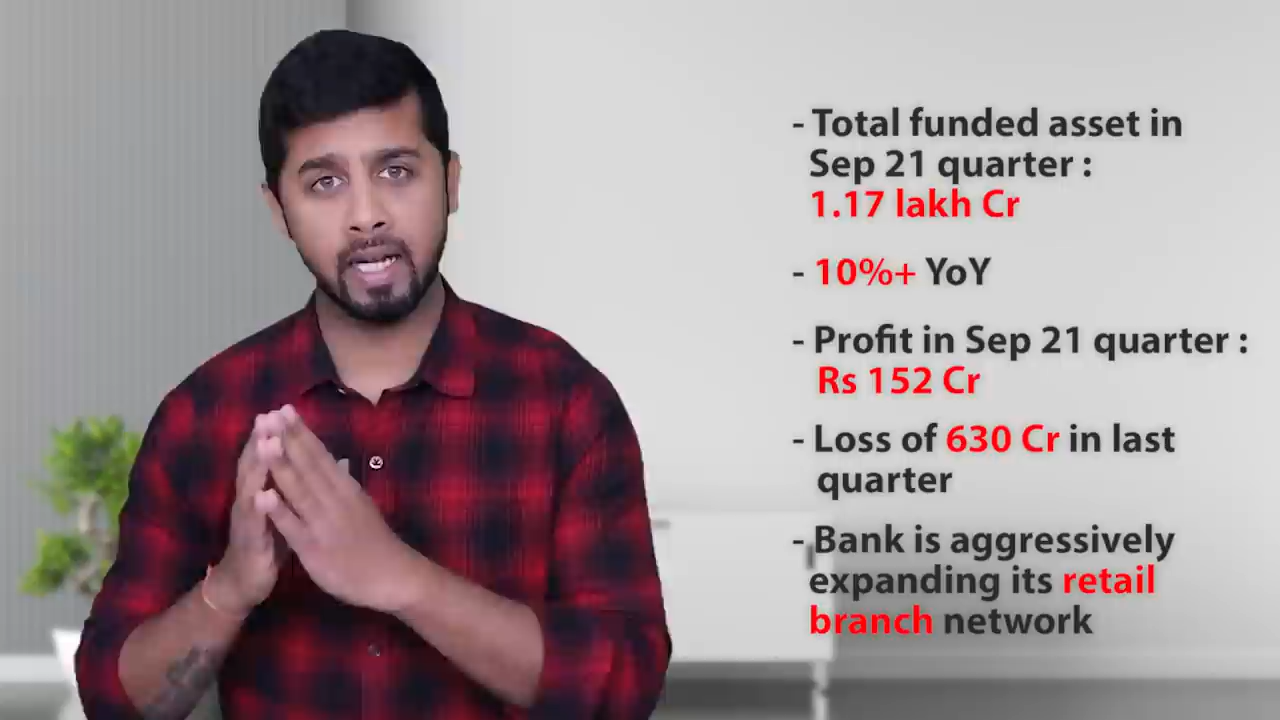 - Total funded asset in
Sep 21 quarter :
1.17 lakh Cr
- 10%+ YoY
- Profit in Sep 21 quarter :
Rs 152 Cr
- Loss of 630 Cr in last
quarter
- Bank is aggressively
expanding its retail
branch network